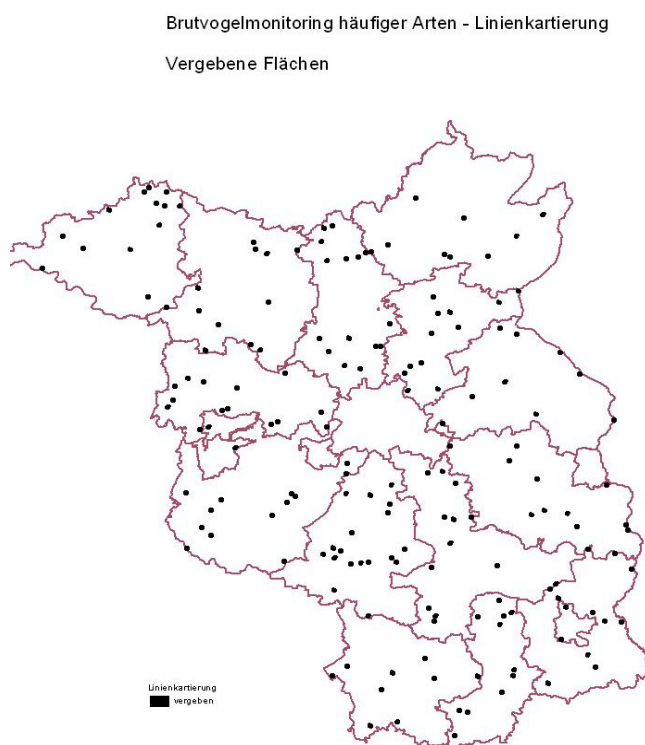 Brutvogelmonitoring häufiger Arten - Linienkartierung
Vergebene Flächen
Linienkartierung
vergeben